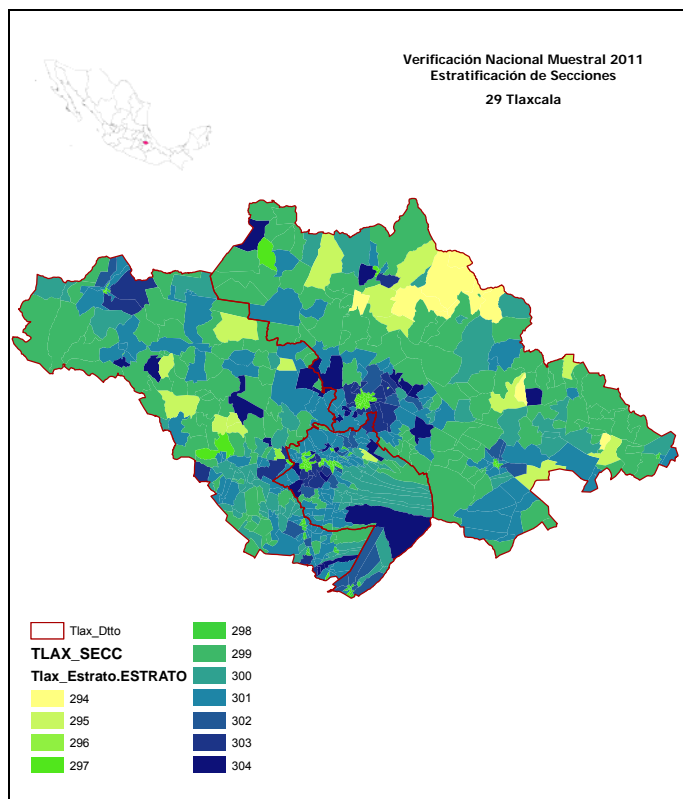 Verificación Nacional Muestral 2011
Estratificación de Secciones
29 Tlaxcala
Tlax_Dtto
TLAX_SECC
Tlax_Estrato.ESTRATO
294
295
296
297
298
299
300
301
302
303
304